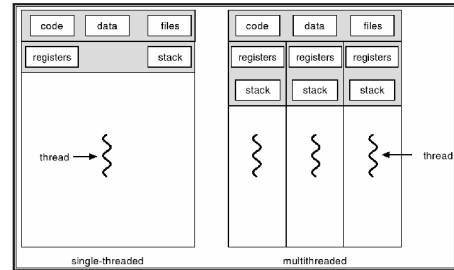 code data files code data files
registers stack registers registers registers
stack stack stack
thread thread
single-threaded multithreaded